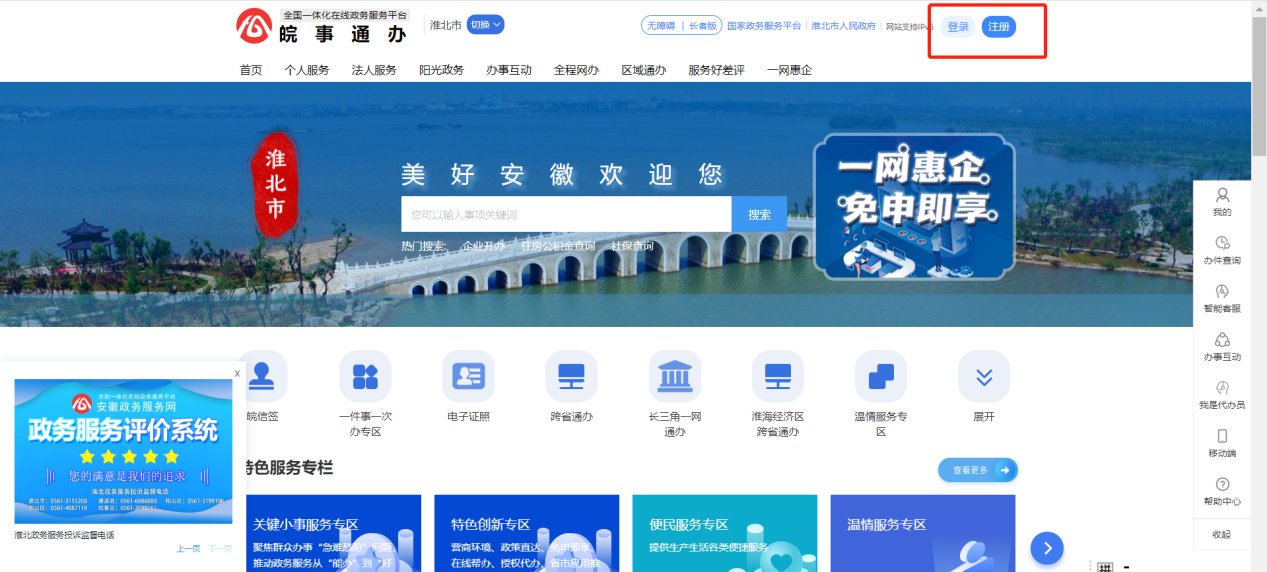 全国一体化在线政务服务平台
皖事通办
淮北市 切换
无障碍 | 长者版 国家政务服务平台 淮北市人民政府 网站支持IPv6
登录 注册
首页 个人服务 法人服务 阳光政务 办事互动 全程网办 区域通办 服务好差评 一网惠企
淮北市
美好安徽欢迎您
您可以输入事项关键词 搜索
热门搜索: 企业开办 住房公积金查询 社保查询
一网惠企
免申即享
我的
办件查询
智能客服
办事互动
我是代办员
移动端
帮助中心
收起
皖信签
一件事一次
办专区
电子证照
跨省通办
长三角一网
通办
淮海经济区
跨省通办
温情服务专
区
展开
x
全国一体化在线政务服务平台
安徽政务服务网
政务服务评价系统
您的满意是我们的追求
淮北政务服务投诉监督电话
淮北政务服务投诉监督电话
上一页 下一页
特色服务专栏
查看更多
关键小事服务专区
聚焦群众办事“急难愁盼”问题,
推动政务服务从“能办”到“好
特色创新专区
营商环境、政策直达、免申即享、
在线帮办、授权代办、省市应用推
便民服务专区
提供生产生活各类便捷服务
温情服务专区
拼